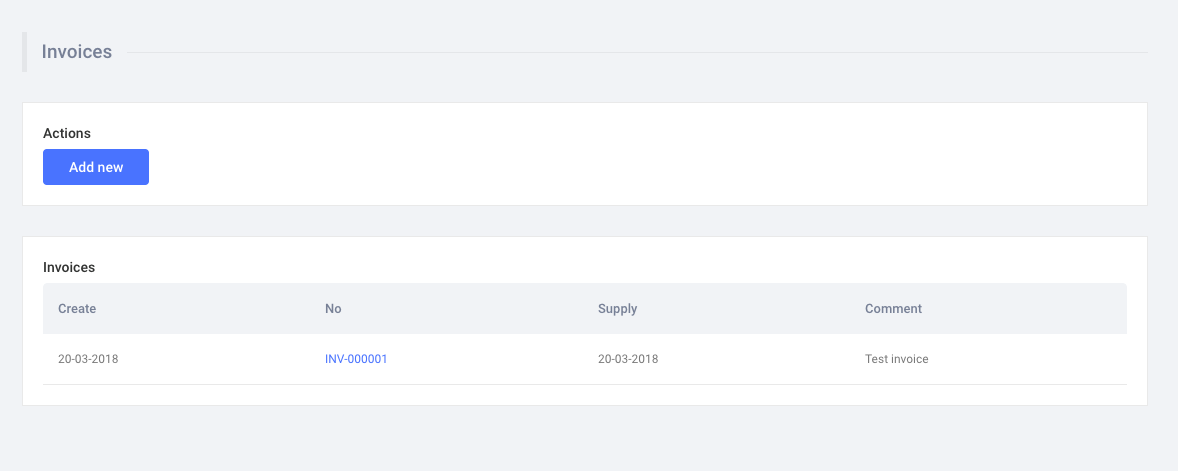 Invoices
Actions
Add new
Invoices
Create No Supply Comment
20-03-2018 INV-000001 20-03-2018 Test invoice